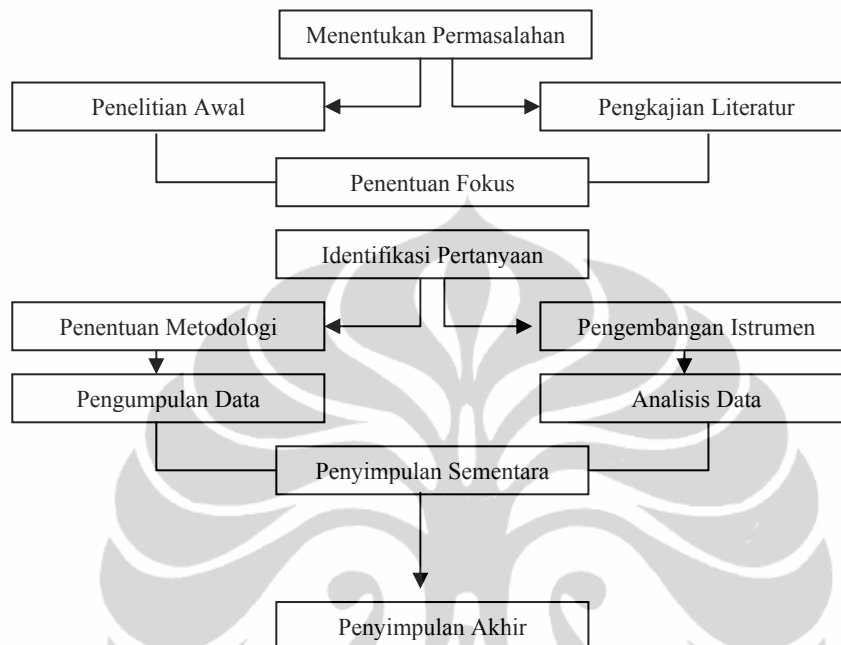 Menentukan Permasalahan
Penelitian Awal
Pengkajian Literatur
Penentuan Fokus
Identifikasi Pertanyaan
Penentuan Metodologi
Pengembangan Istrumen
Pengumpulan Data
Analisis Data
Penyimpulan Sementara
Penyimpulan Akhir